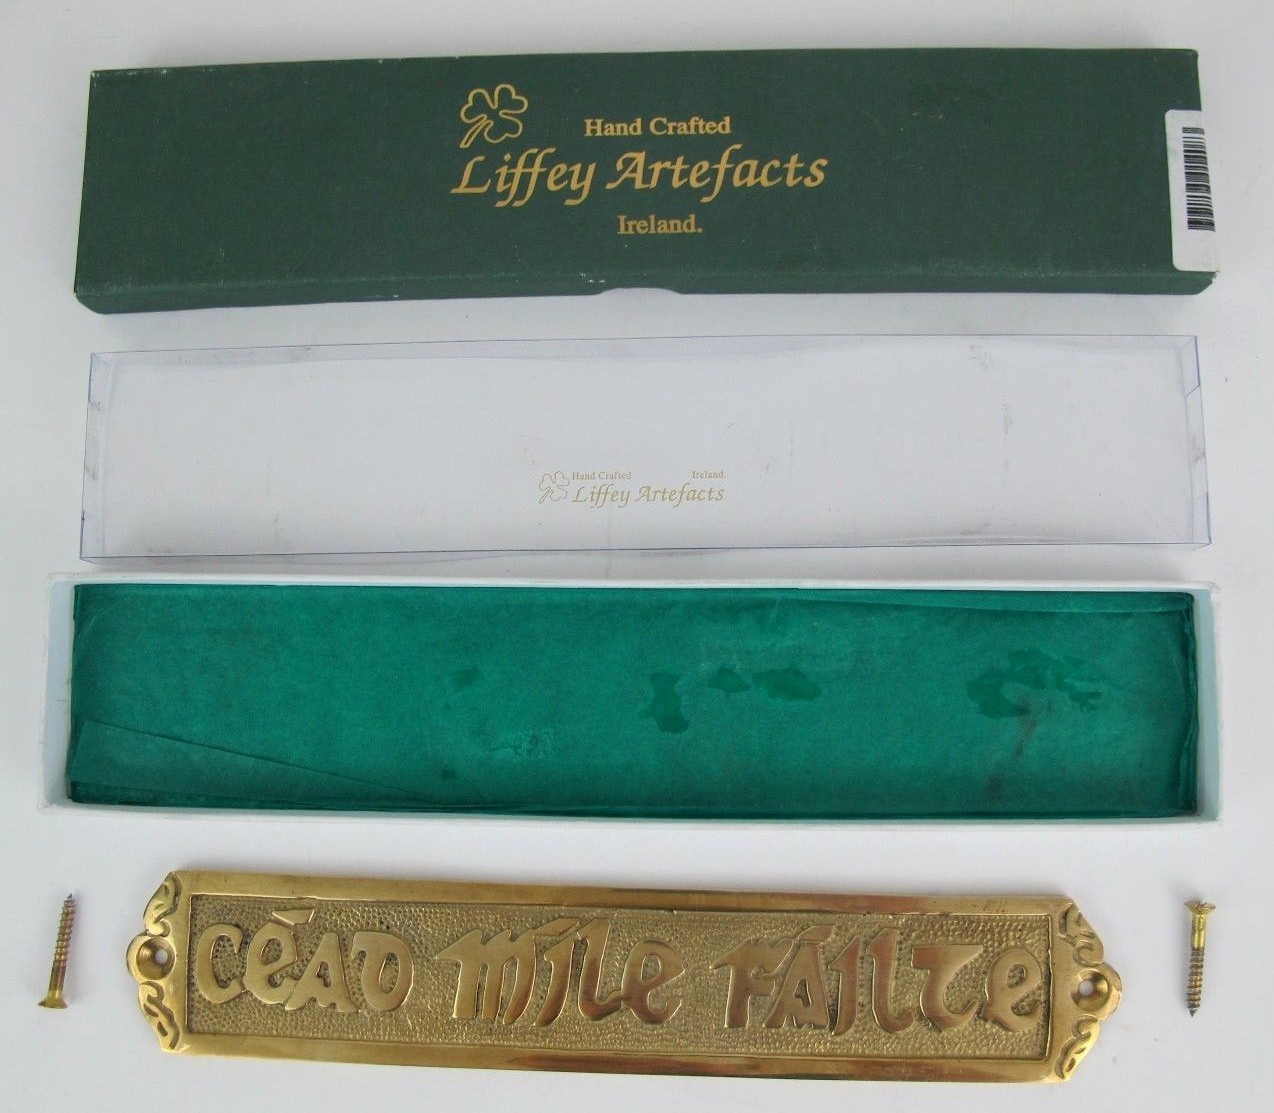 Hand Crafted
Liffey Artefacts
Ireland.
Hand Crafted Ireland.
Liffey Artefacts
CéAD míle FÁILTe